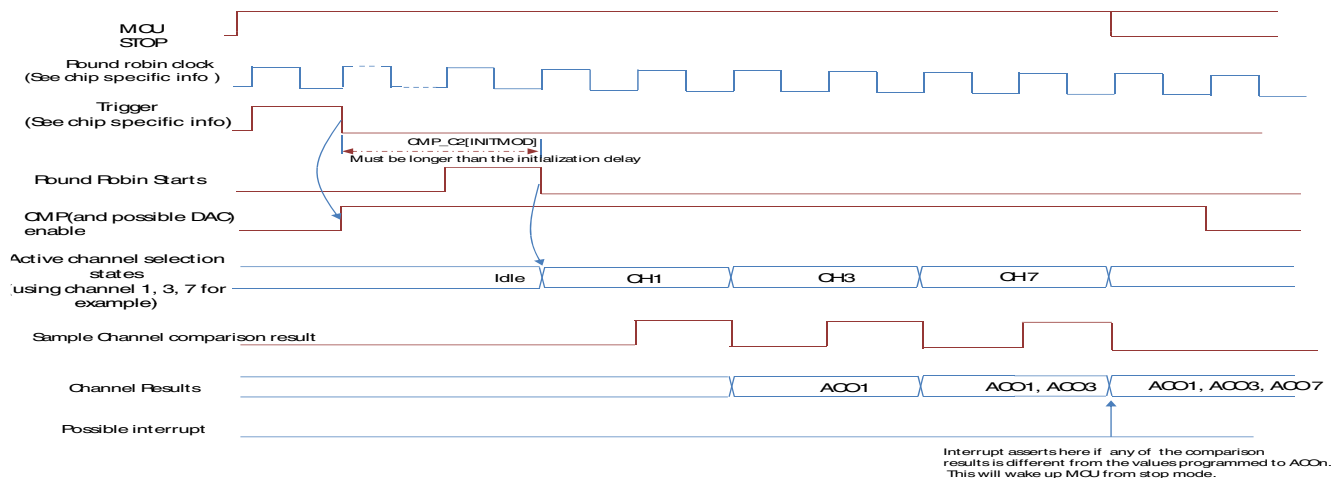 MCU
STOP
Round robin clock
(See chip specific info )
Trigger
(See chip specific info)
CMP_C2[INITMOD]
Must be longer than the initialization delay
Round Robin Starts
CMP(and possible DAC)
enable
Active channel selection
states
(using channel 1, 3, 7 for
example)
Idle
CH1
CH3
CH7
Sample Channel comparison result
Channel Results
ACO1
ACO1, ACO3
ACO1, ACO3, ACO7
Possible interrupt
Interrupt asserts here if any of the comparison
results is different from the values programmed to ACOn.
This will wake up MCU from stop mode.